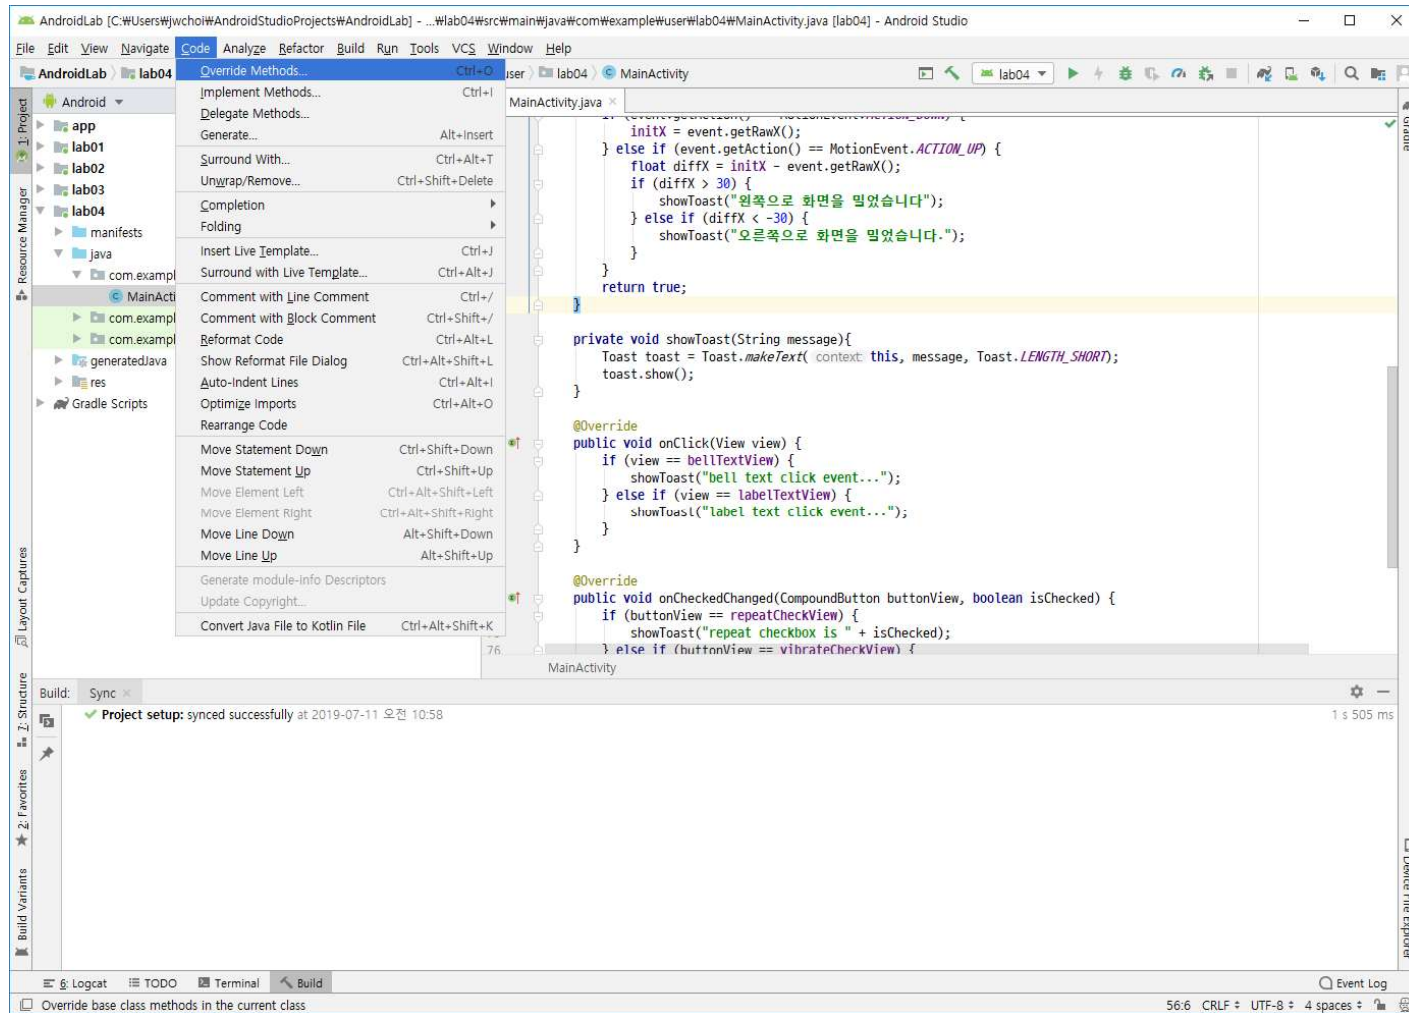 AndroidLab [C:₩Users₩jwchoi₩AndroidStudioProjects₩AndroidLab] - ...₩lab04₩src₩main₩java₩com₩example₩user₩lab04₩MainActivity.java [lab04] - Android Studio
File Edit View Navigate Code Analyze Refactor Build Run Tools VCS Window Help
AndroidLab lab04 user lab04 MainActivity lab04
Android
MainActivity.java
Override Methods... Ctrl+O
Implement Methods... Ctrl+I
Delegate Methods...
Generate... Alt+Insert
Surround With... Ctrl+Alt+T
Unwrap/Remove... Ctrl+Shift+Delete
Completion
Folding
Insert Live Template... Ctrl+J
Surround with Live Template... Ctrl+Alt+J
Comment with Line Comment Ctrl+/
Comment with Block Comment Ctrl+Shift+/
Reformat Code Ctrl+Alt+L
Show Reformat File Dialog Ctrl+Alt+Shift+L
Auto-Indent Lines Ctrl+Alt+I
Optimize Imports Ctrl+Alt+O
Rearrange Code
Move Statement Down Ctrl+Shift+Down
Move Statement Up Ctrl+Shift+Up
Move Element Left Ctrl+Alt+Shift+Left
Move Element Right Ctrl+Alt+Shift+Right
Move Line Down Alt+Shift+Down
Move Line Up Alt+Shift+Up
Generate module-info Descriptors
Update Copyright...
Convert Java File to Kotlin File Ctrl+Alt+Shift+K
1: Project
Resource Manager
Layout Captures
7: Structure
2: Favorites
Build Variants
app
lab01
lab02
lab03
lab04
manifests
java
com.exampl
MainActi
com.exampl
com.exampl
generatedJava
res
Gradle Scripts
if (event.getAction() == MotionEvent.ACTION_DOWN) {
initX = event.getRawX();
} else if (event.getAction() == MotionEvent.ACTION_UP) {
float diffX = initX - event.getRawX();
if (diffX > 30) {
showToast("왼쪽으로 화면을 밀었습니다");
} else if (diffX < -30) {
showToast("오른쪽으로 화면을 밀었습니다.");
}
}
return true;
}
private void showToast(String message){
Toast toast = Toast.makeText( context: this, message, Toast.LENGTH_SHORT);
toast.show();
}
@Override
public void onClick(View view) {
if (view == bellTextView) {
showToast("bell text click event...");
} else if (view == labelTextView) {
showToast("label text click event...");
}
}
@Override
public void onCheckedChanged(CompoundButton buttonView, boolean isChecked) {
if (buttonView == repeatCheckView) {
showToast("repeat checkbox is " + isChecked);
76 } else if (buttonView == vibrateCheckView) {
MainActivity
Gradle
Device File Explorer
Build: Sync
Project setup: synced successfully at 2019-07-11 오전 10:58 1 s 505 ms
6: Logcat TODO Terminal Build Event Log
Override base class methods in the current class 56:6 CRLF UTF-8 4 spaces